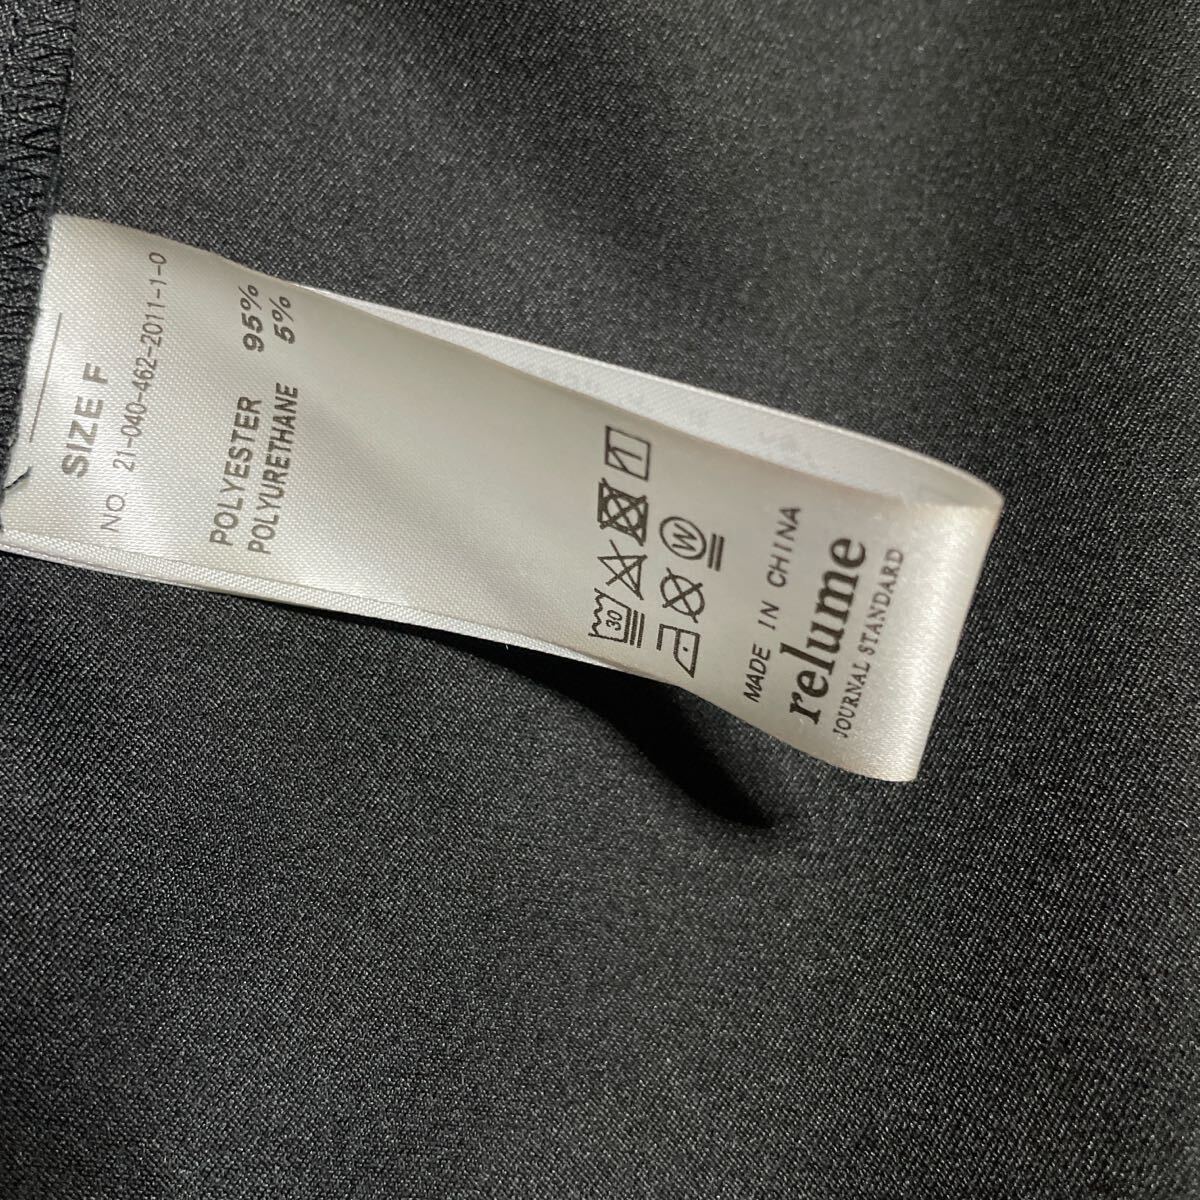 SIZE F
NO. 21-040-462-2011-1-0
POLYESTER 95%
POLYURETHANE 5%
30
W
MADE IN CHINA
relume
JOURNAL STANDARD